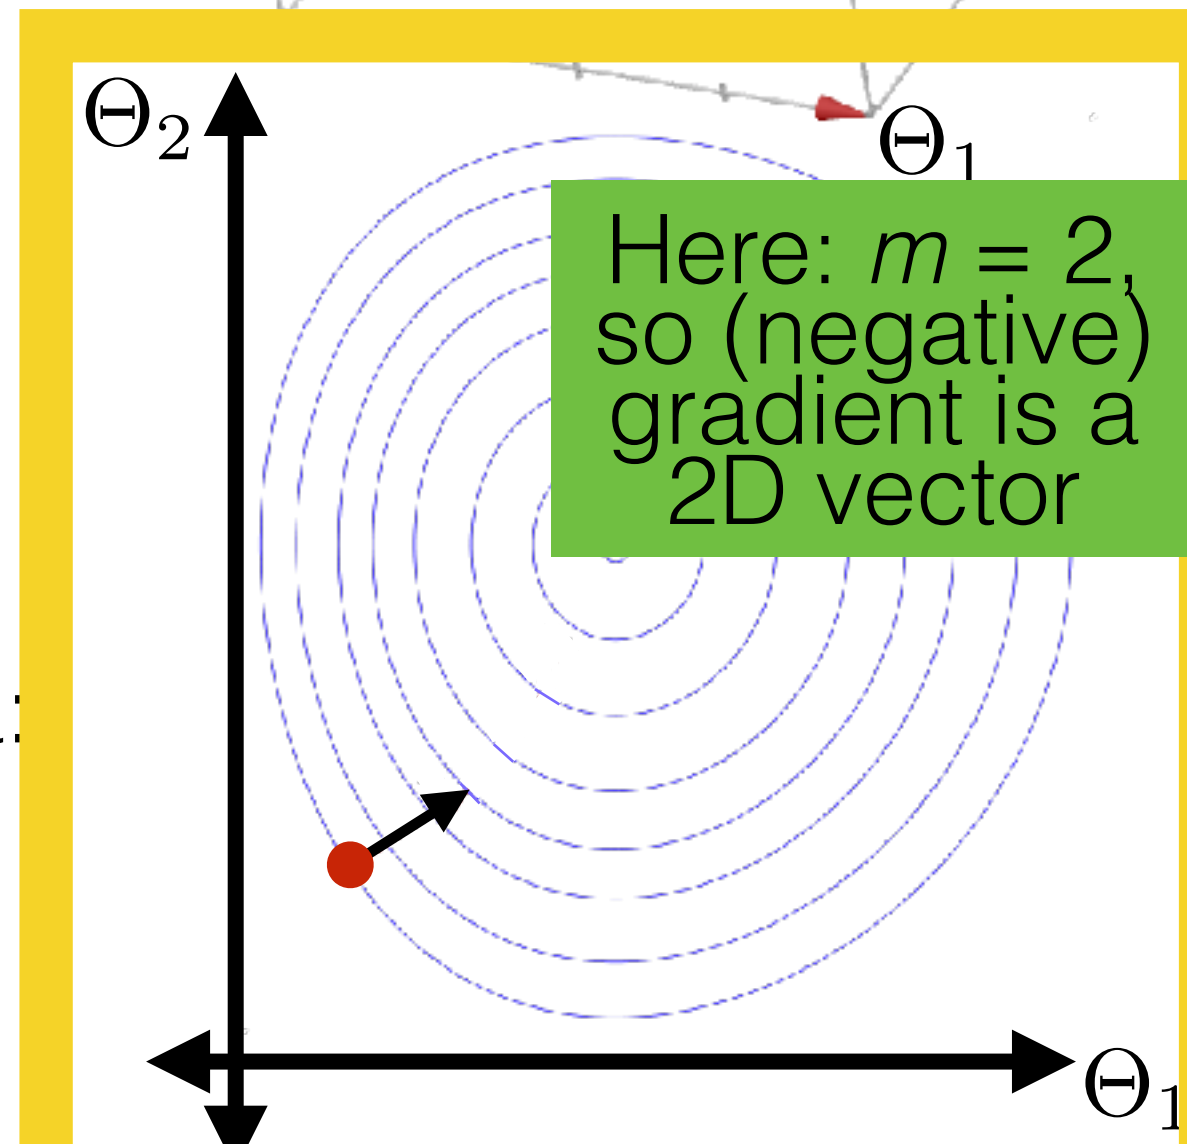 Θ₂
Θ₁
Here: m = 2,
so (negative)
gradient is a
2D vector
Θ₁